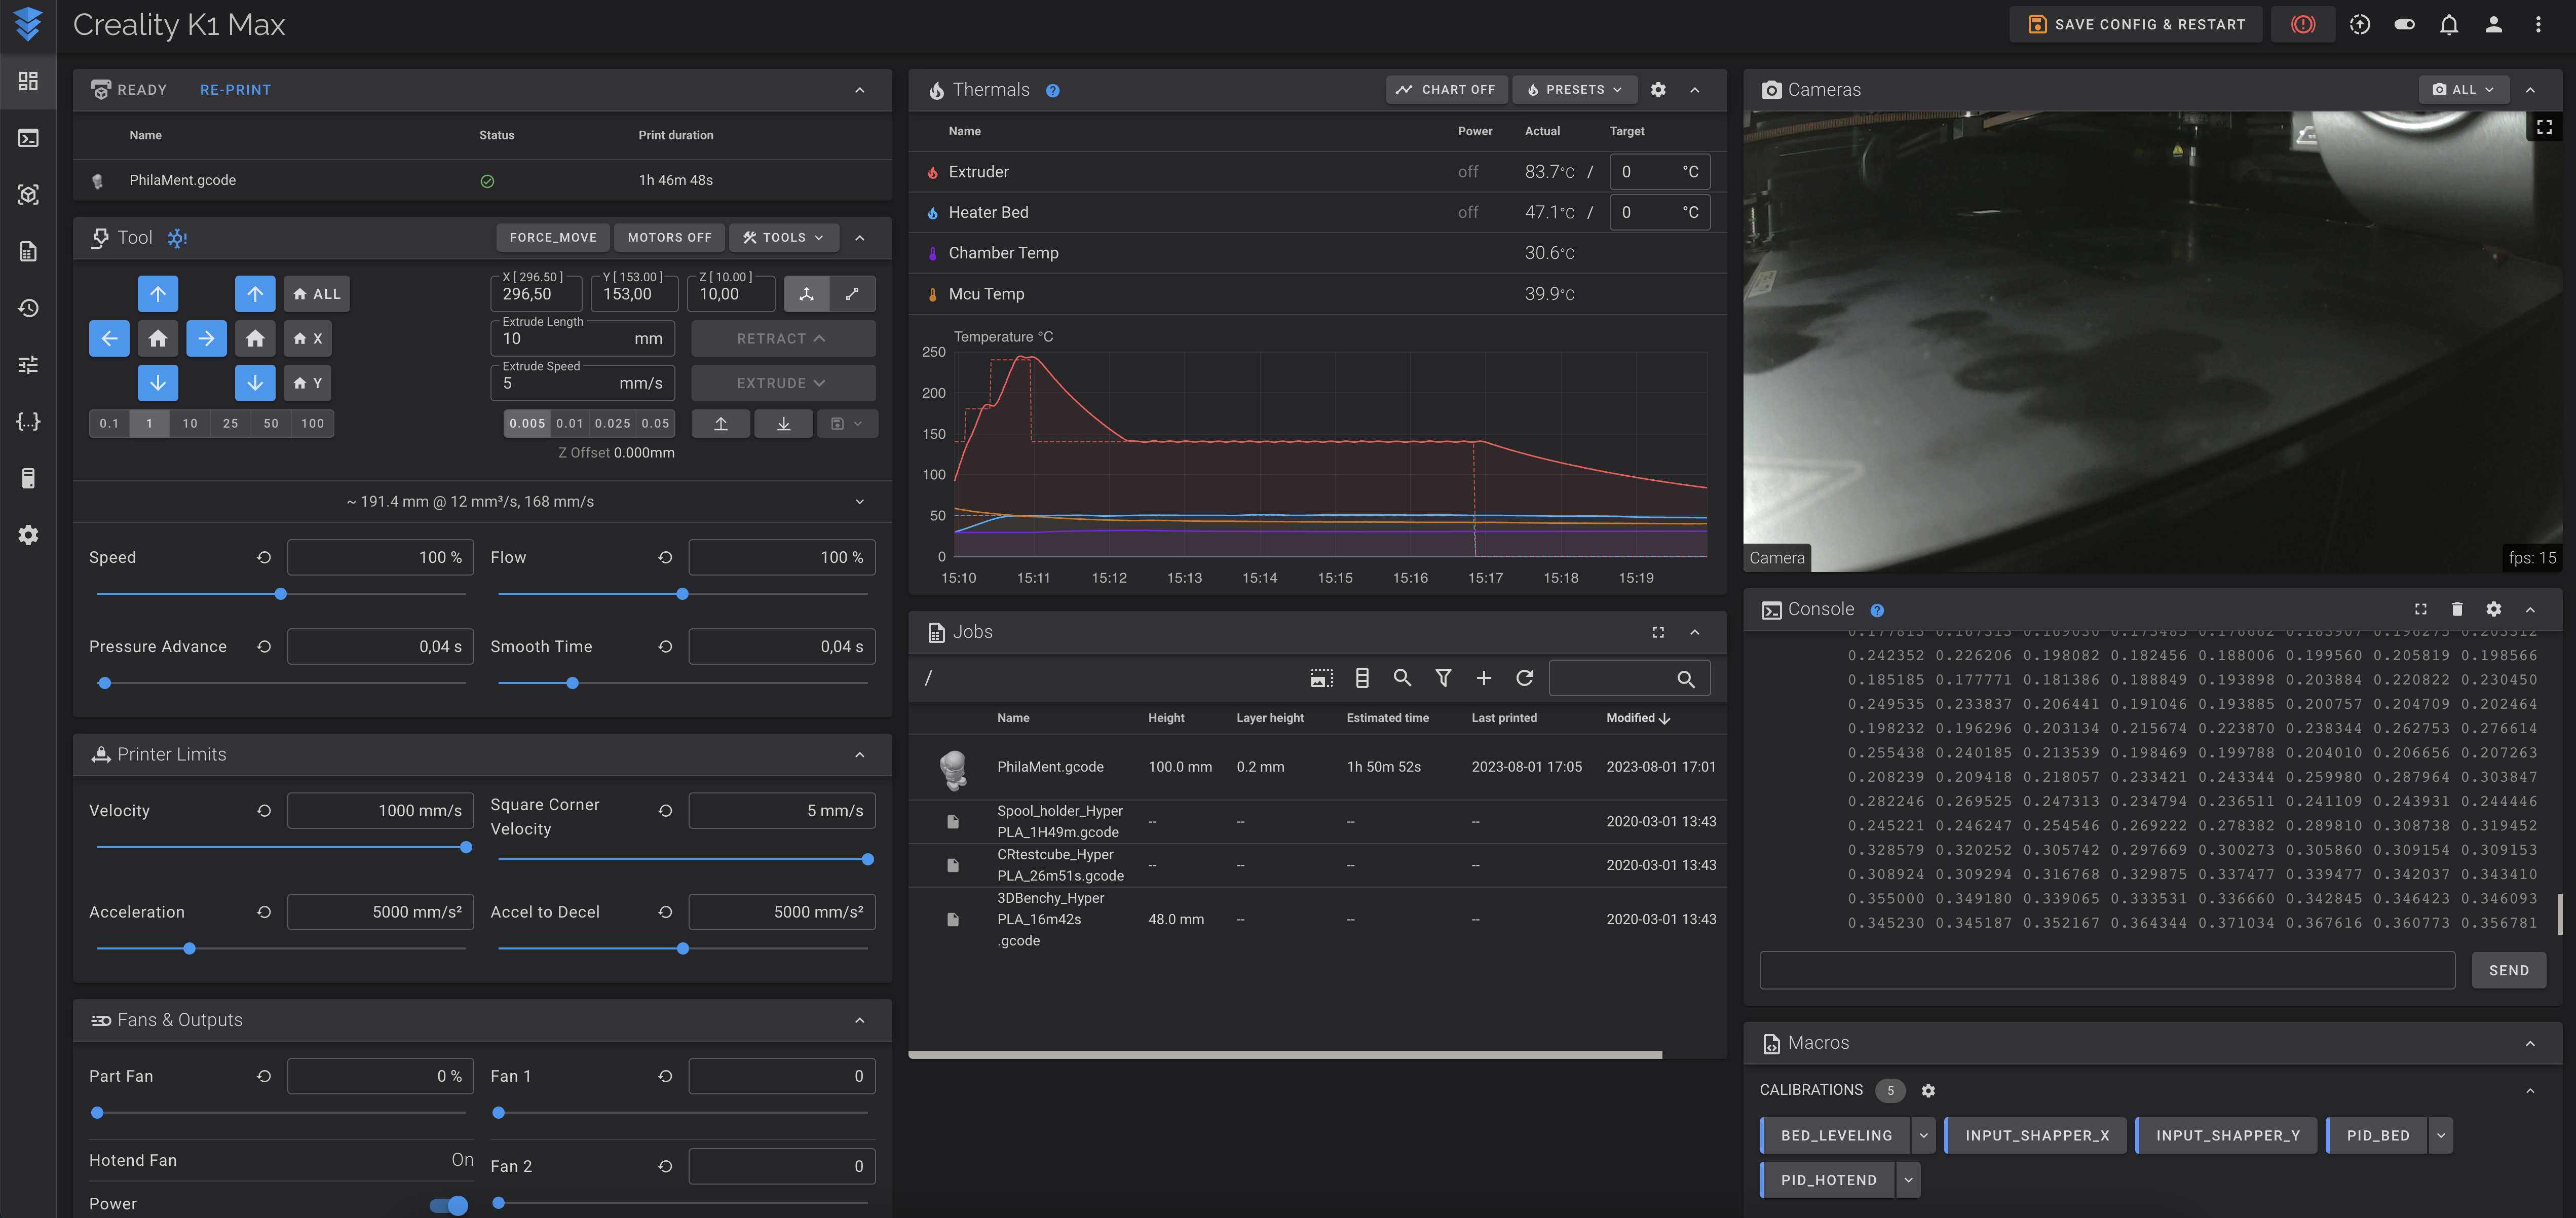 Creality K1 Max
SAVE CONFIG & RESTART
READY RE-PRINT
Name Status Print duration
PhilaMent.gcode 1h 46m 48s
Tool FORCE_MOVE MOTORS OFF TOOLS
X [ 296.50 ] Y [ 153.00 ] Z [ 10.00 ]
ALL 296,50 153,00 10,00
Extrude Length
X 10 mm RETRACT
Extrude Speed
Y 5 mm/s EXTRUDE
0.1 1 10 25 50 100 0.005 0.01 0.025 0.05
Z Offset 0.000mm
~ 191.4 mm @ 12 mm³/s, 168 mm/s
Speed 100 % Flow 100 %
Pressure Advance 0,04 s Smooth Time 0,04 s
Printer Limits
Velocity 1000 mm/s Square Corner Velocity 5 mm/s
Acceleration 5000 mm/s² Accel to Decel 5000 mm/s²
Fans & Outputs
Part Fan 0 % Fan 1 0
Hotend Fan On Fan 2 0
Power
Thermals CHART OFF PRESETS
Name Power Actual Target
Extruder off 83.7°C / 0 °C
Heater Bed off 47.1°C / 0 °C
Chamber Temp 30.6°C
Mcu Temp 39.9°C
Temperature °C
250
200
150
100
50
0
15:10 15:11 15:12 15:13 15:14 15:15 15:16 15:17 15:18 15:19
Jobs
/
Name Height Layer height Estimated time Last printed Modified
PhilaMent.gcode 100.0 mm 0.2 mm 1h 50m 52s 2023-08-01 17:05 2023-08-01 17:01
Spool_holder_Hyper
PLA_1H49m.gcode -- -- -- -- 2020-03-01 13:43
CRtestcube_Hyper
PLA_26m51s.gcode -- -- -- -- 2020-03-01 13:43
3DBenchy_Hyper
PLA_16m42s 48.0 mm -- -- -- 2020-03-01 13:43
.gcode
Cameras ALL
Camera fps: 15
Console
0.177813 0.167313 0.169030 0.173485 0.178662 0.183907 0.196275 0.203312
0.242352 0.226206 0.198082 0.182456 0.188006 0.199560 0.205819 0.198566
0.185185 0.177771 0.181386 0.188849 0.193898 0.203884 0.220822 0.230450
0.249535 0.233837 0.206441 0.191046 0.193885 0.200757 0.204709 0.202464
0.198232 0.196296 0.203134 0.215674 0.223870 0.238344 0.262753 0.276614
0.255438 0.240185 0.213539 0.198469 0.199788 0.204010 0.206656 0.207263
0.208239 0.209418 0.218057 0.233421 0.243344 0.259980 0.287964 0.303847
0.282246 0.269525 0.247313 0.234794 0.236511 0.241109 0.243931 0.244446
0.245221 0.246247 0.254546 0.269222 0.278382 0.289810 0.308738 0.319452
0.328579 0.320252 0.305742 0.297669 0.300273 0.305860 0.309154 0.309153
0.308924 0.309294 0.316768 0.329875 0.337477 0.339477 0.342037 0.343410
0.355000 0.349180 0.339065 0.333531 0.336660 0.342845 0.346423 0.346093
0.345230 0.345187 0.352167 0.364344 0.371034 0.367616 0.360773 0.356781
SEND
Macros
CALIBRATIONS 5
BED_LEVELING INPUT_SHAPPER_X INPUT_SHAPPER_Y PID_BED
PID_HOTEND